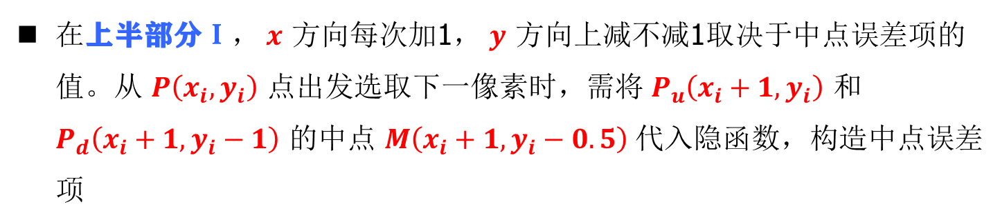 ■ 在上半部分 I ， x 方向每次加1， y 方向上减不减1取决于中点误差项的
值。从 P(xᵢ,yᵢ) 点出发选取下一像素时，需将 Pᵤ(xᵢ + 1,yᵢ) 和
P_d(xᵢ + 1,yᵢ − 1) 的中点 M(xᵢ + 1,yᵢ − 0.5) 代入隐函数，构造中点误差
项